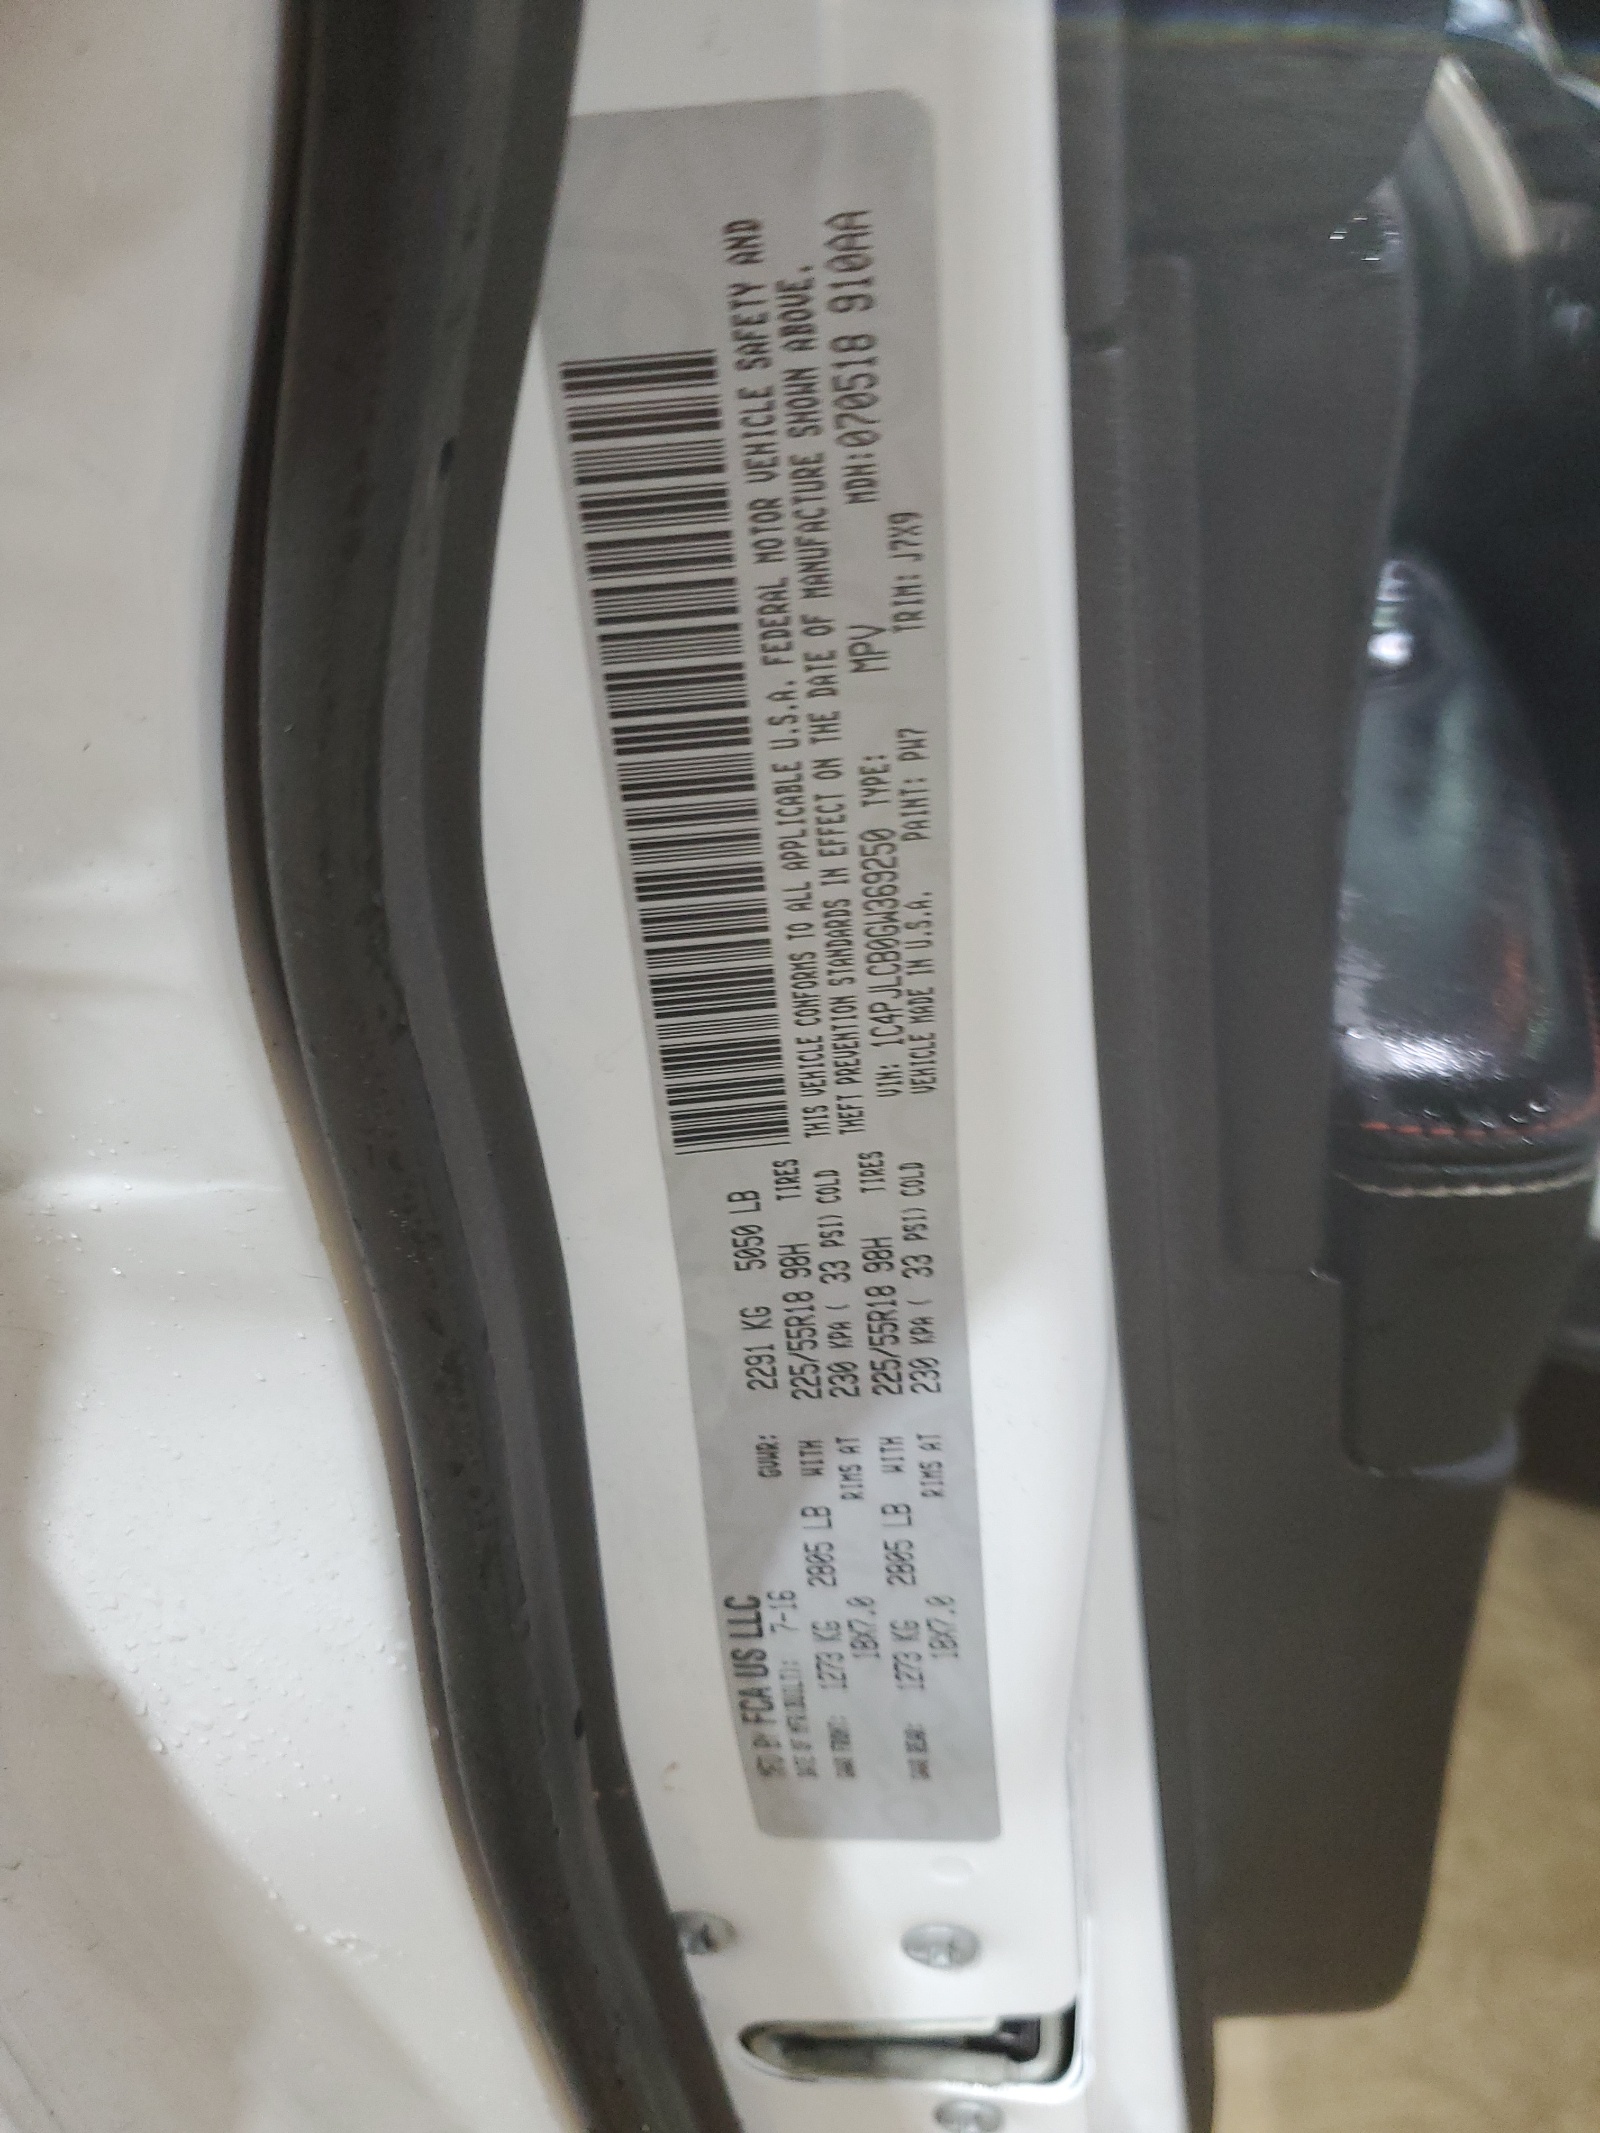 MFD BY FCA US LLC
DATE OF MFR(BUILT): 7-16 GVWR: 2291 KG 5050 LB
GAWR FRONT: 1273 KG 2805 LB WITH 225/55R18 98H TIRES
18X7.0 RIMS AT 230 KPA ( 33 PSI) COLD
GAWR REAR: 1273 KG 2805 LB WITH 225/55R18 98H TIRES
18X7.0 RIMS AT 230 KPA ( 33 PSI) COLD
THIS VEHICLE CONFORMS TO ALL APPLICABLE U.S.A. FEDERAL MOTOR VEHICLE SAFETY AND
THEFT PREVENTION STANDARDS IN EFFECT ON THE DATE OF MANUFACTURE SHOWN ABOVE.
VIN: 1C4PJLCB0GW369250 TYPE: MPV MDH:070518 910AA
VEHICLE MADE IN U.S.A. PAINT: PW7 TRIM: J7X9